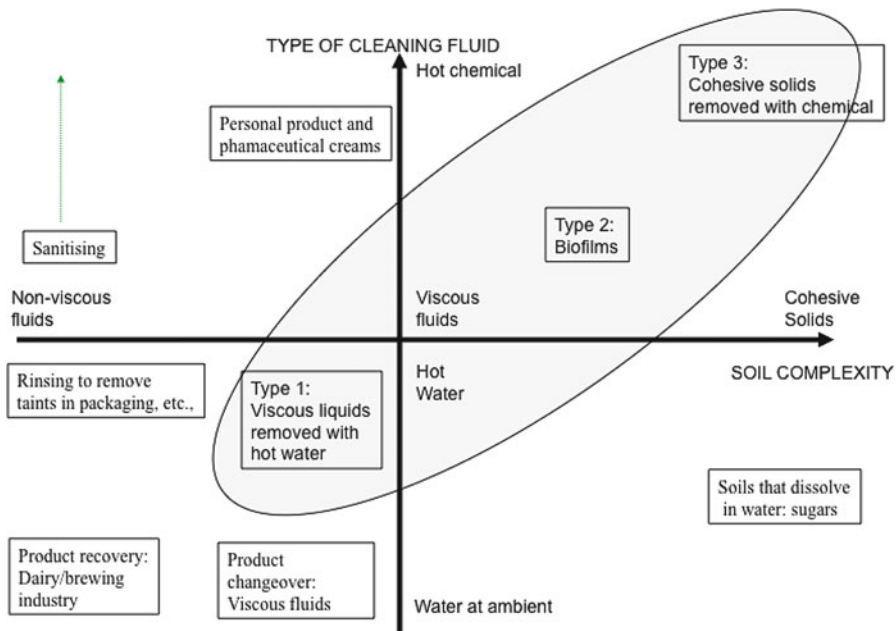 TYPE OF CLEANING FLUID
Hot chemical
Type 3:
Cohesive solids
removed with chemical
Personal product and
phamaceutical creams
Type 2:
Biofilms
Sanitising
Non-viscous
fluids
Viscous
fluids
Cohesive
Solids
Rinsing to remove
taints in packaging, etc.,
Type 1:
Viscous liquids
removed with
hot water
Hot
Water
SOIL COMPLEXITY
Soils that dissolve
in water: sugars
Product recovery:
Dairy/brewing
industry
Product
changeover:
Viscous fluids
Water at ambient